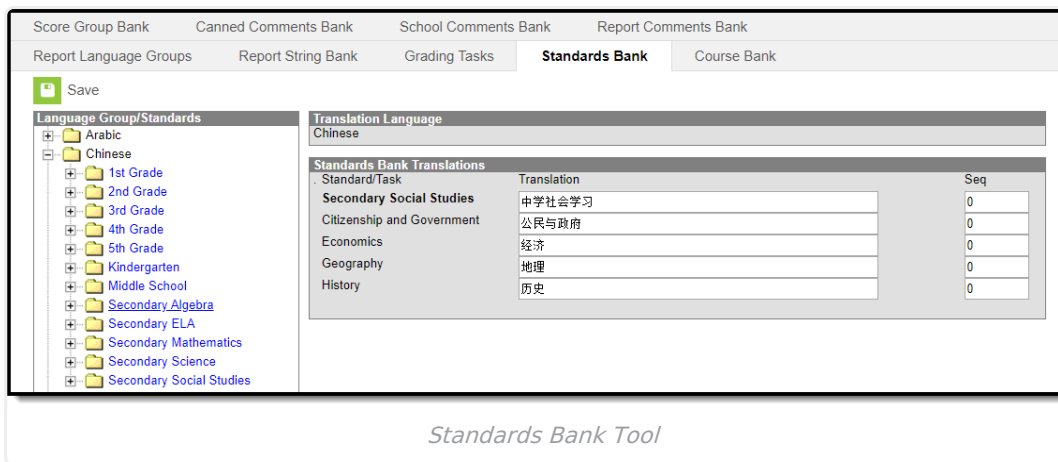 Score Group Bank Canned Comments Bank School Comments Bank Report Comments Bank
Report Language Groups Report String Bank Grading Tasks Standards Bank Course Bank
Save
Language Group/Standards
Arabic
Chinese
1st Grade
2nd Grade
3rd Grade
4th Grade
5th Grade
Kindergarten
Middle School
Secondary Algebra
Secondary ELA
Secondary Mathematics
Secondary Science
Secondary Social Studies
Translation Language
Chinese
Standards Bank Translations
. Standard/Task Translation Seq
Secondary Social Studies 中学社会学习 0
Citizenship and Government 公民与政府 0
Economics 经济 0
Geography 地理 0
History 历史 0
Standards Bank Tool